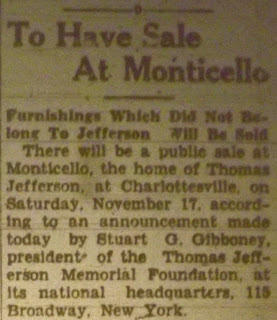 To Have Sale
At Monticello
Furnishings Which Did Not Be-
long To Jefferson Will Be Sold
There will be a public sale at
Monticello, the home of Thomas
Jefferson, at Charlottesville, on
Saturday, November 17, accord-
ing to an announcement made
today by Stuart G. Gibboney,
president of the Thomas Jeff-
erson Memorial Foundation, at
its national headquarters, 115
Broadway, New York.